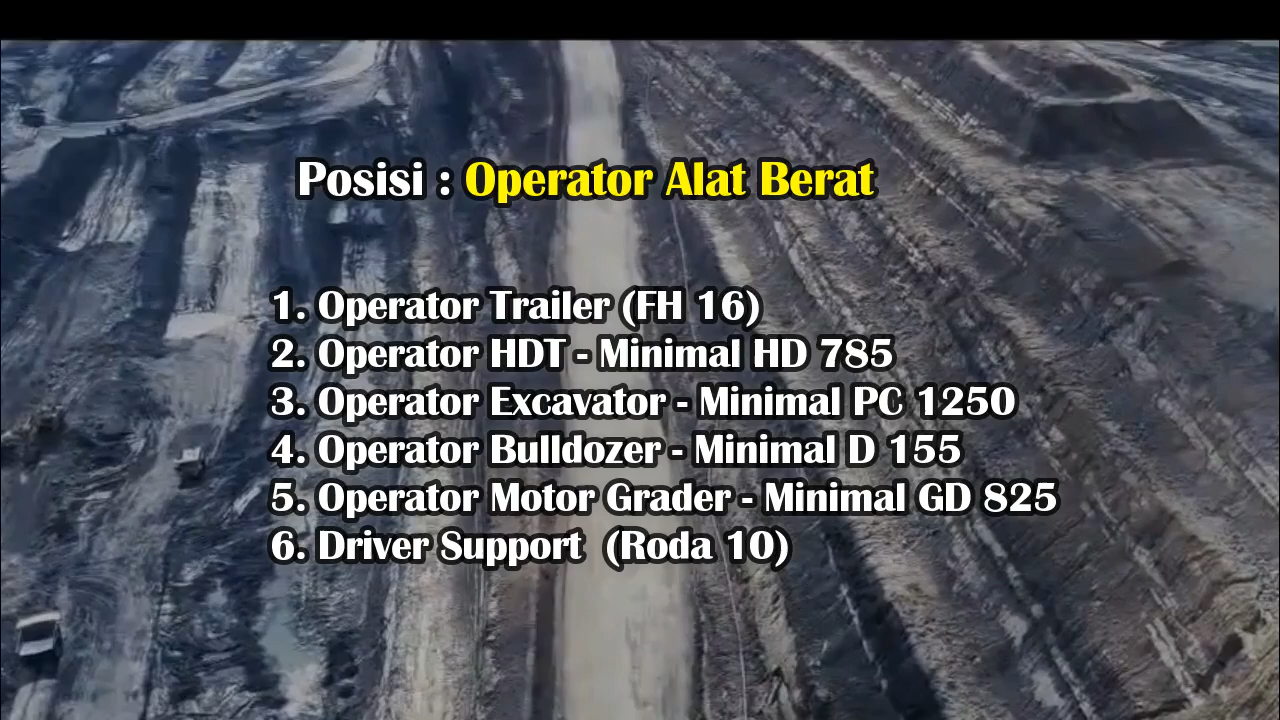 Posisi : Operator Alat Berat
1. Operator Trailer (FH 16)
2. Operator HDT - Minimal HD 785
3. Operator Excavator - Minimal PC 1250
4. Operator Bulldozer - Minimal D 155
5. Operator Motor Grader - Minimal GD 825
6. Driver Support (Roda 10)